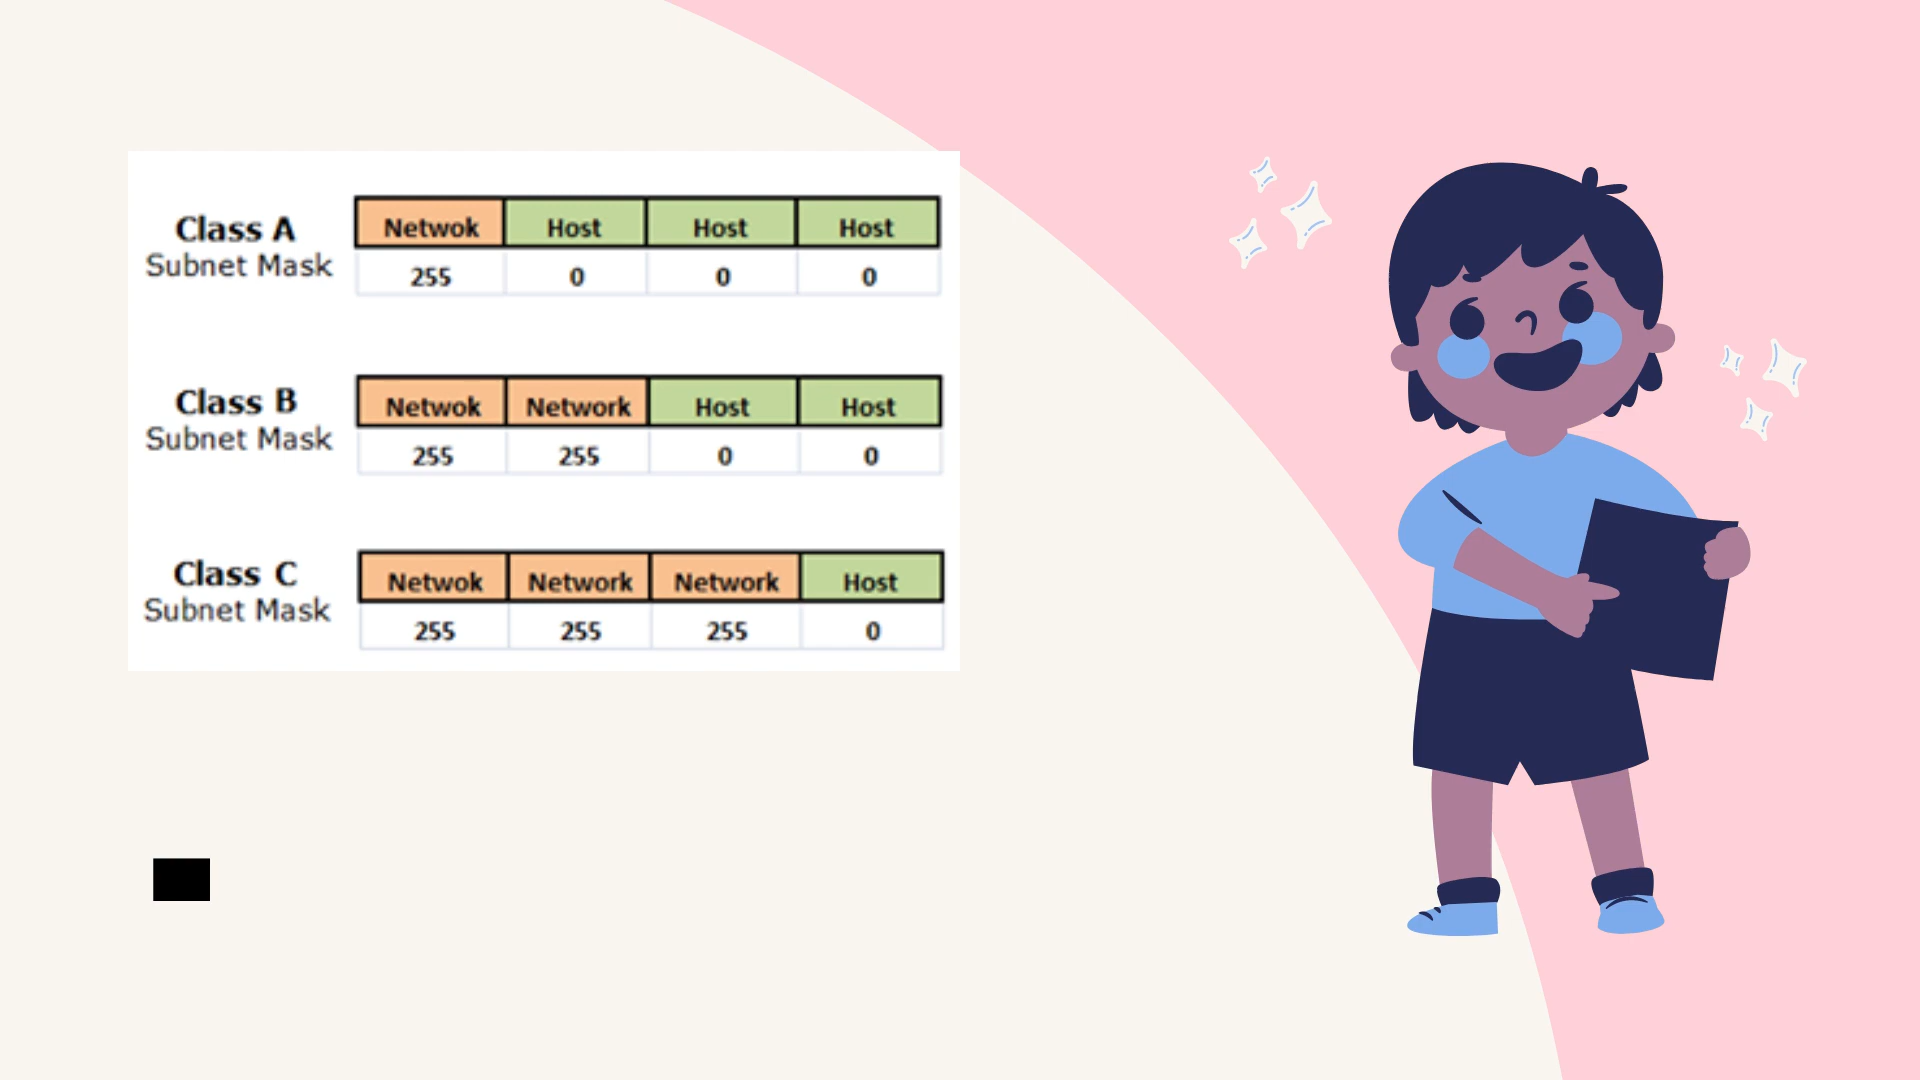 Class A
Subnet Mask
Netwok Host Host Host
255 0 0 0
Class B
Subnet Mask
Netwok Network Host Host
255 255 0 0
Class C
Subnet Mask
Netwok Network Network Host
255 255 255 0